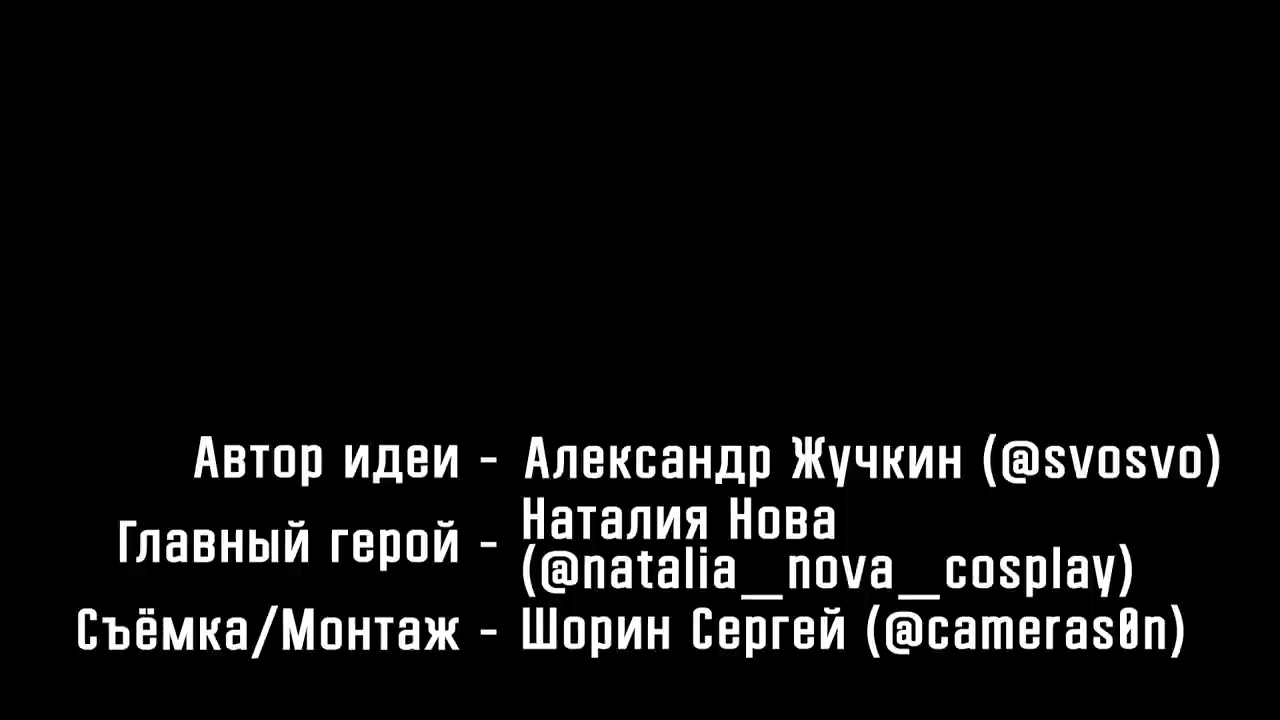 Автор идеи - Александр Жучкин (@svosvo)
Главный герой - Наталия Нова
(@natalia_nova_cosplay)
Съёмка/Монтаж - Шорин Сергей (@cameras0n)